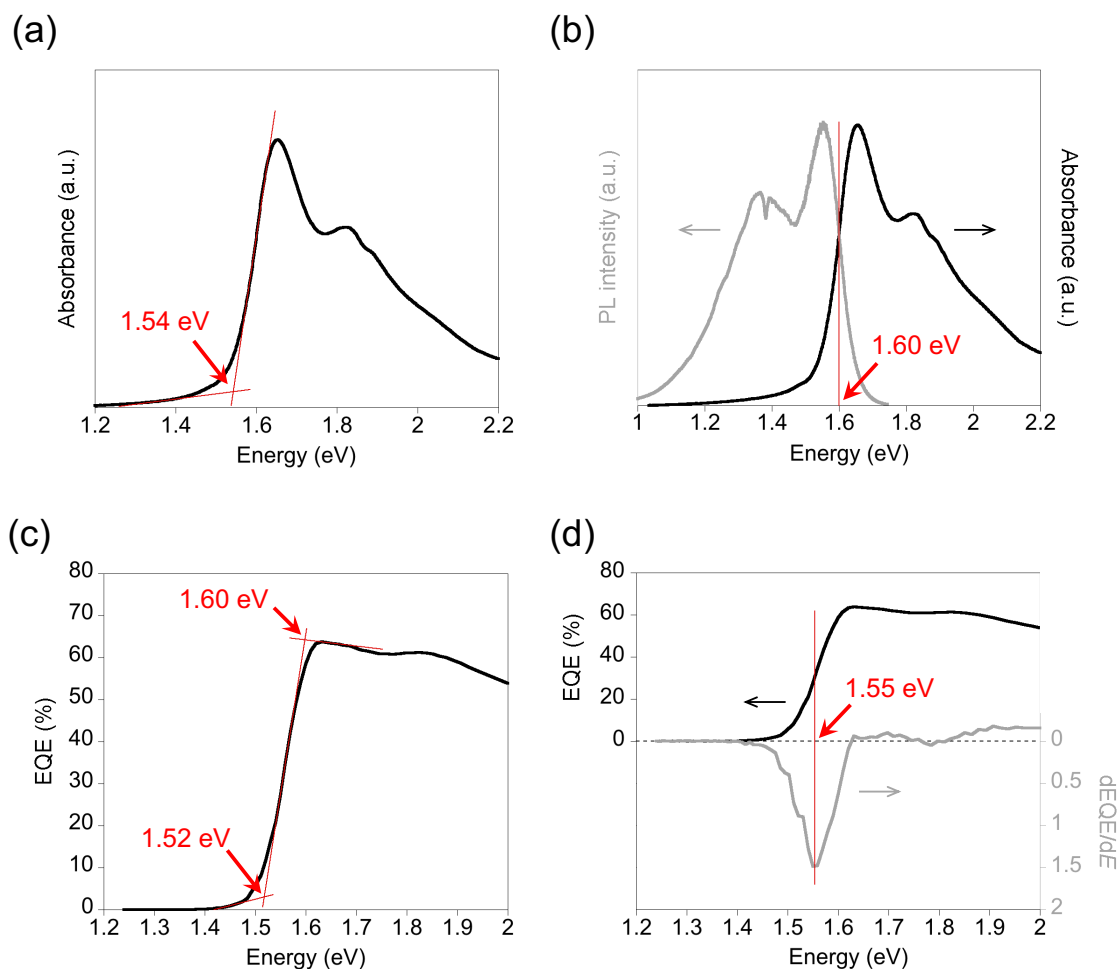 (a)
Absorbance (a.u.)
1.54 eV
1.2 1.4 1.6 1.8 2 2.2
Energy (eV)
(b)
PL intensity (a.u.)
Absorbance (a.u.)
1.60 eV
1 1.2 1.4 1.6 1.8 2 2.2
Energy (eV)
(c)
80
70
60
50
40
30
20
10
0
EQE (%)
1.60 eV
1.52 eV
1.2 1.3 1.4 1.5 1.6 1.7 1.8 1.9 2
Energy (eV)
(d)
80
60
40
20
0
EQE (%)
1.55 eV
0
0.5
1
1.5
2
dEQE/dE
1.2 1.3 1.4 1.5 1.6 1.7 1.8 1.9 2
Energy (eV)